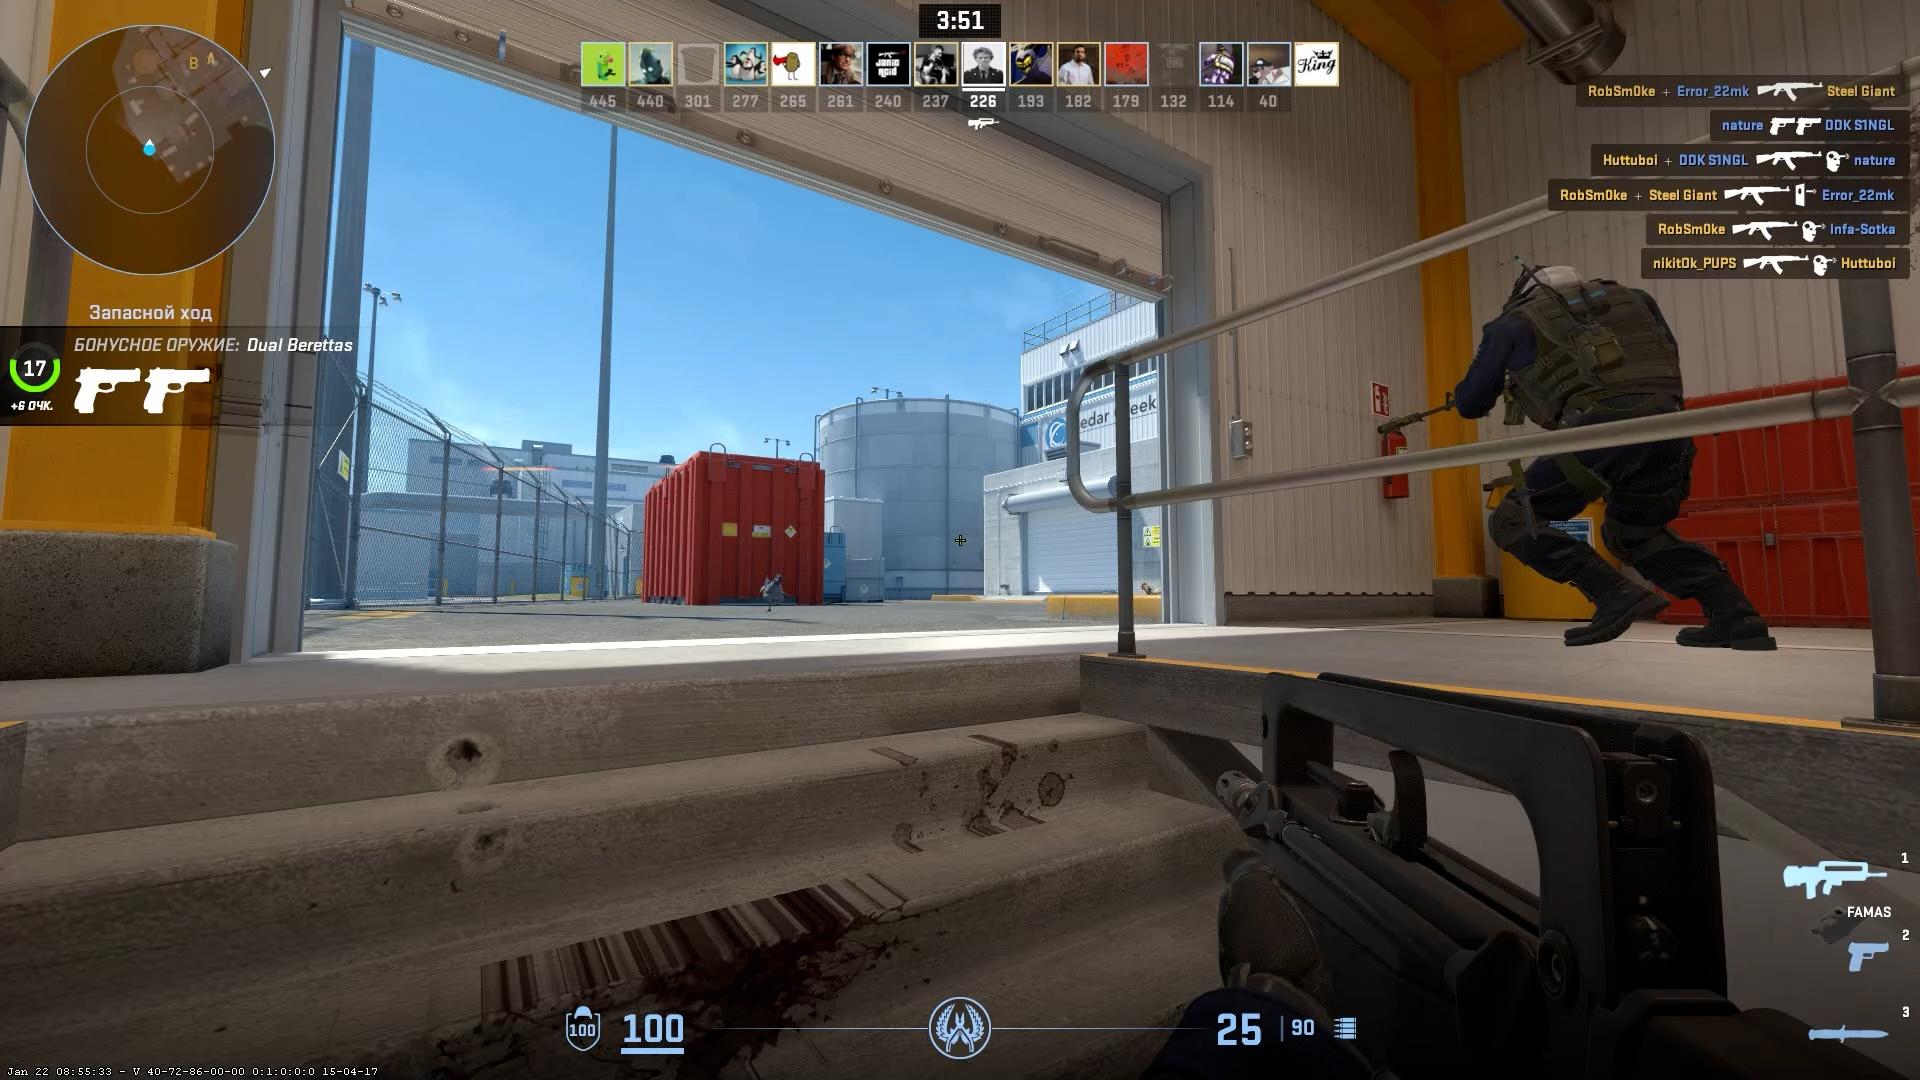 3:51
445 440 301 277 265 261 240 237 226 193 182 179 132 114 40
King
B A
RobSm0ke + Error_22mk Steel Giant
nature DDK S1NGL
Huttuboi + DDK S1NGL nature
RobSm0ke + Steel Giant Error_22mk
RobSm0ke Infa-Sotka
nikit0k_PUPS Huttuboi
Запасной ход
БОНУСНОЕ ОРУЖИЕ: Dual Berettas
17
+6 ОЧК.
edar Creek
1
FAMAS
2
3
100 100
25 | 90
Jan 22 08:55:33 - V 40-72-86-00-00 0:1:0:0:0 15-04-17